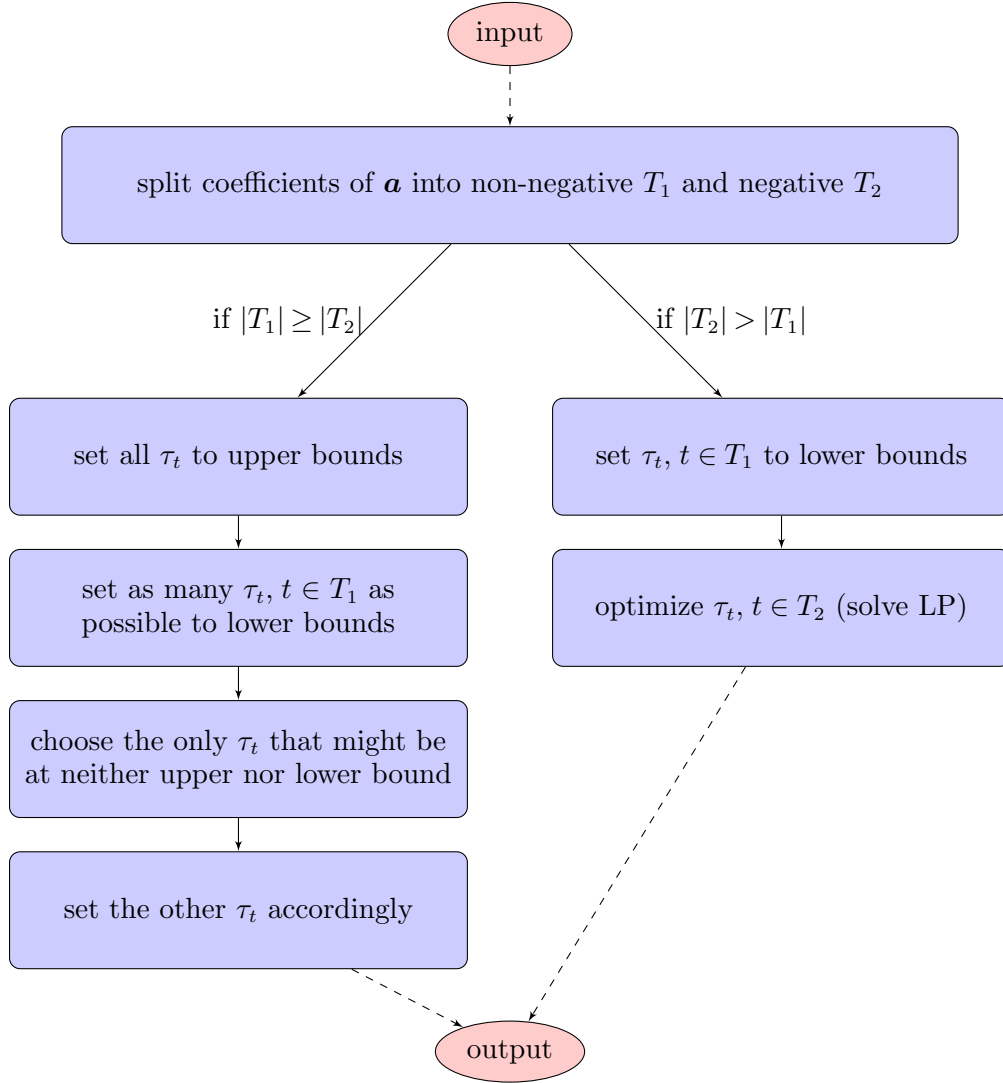 input
split coefficients of a into non-negative T₁ and negative T₂
if |T₁| ≥ |T₂|
if |T₂| > |T₁|
set all τₜ to upper bounds
set τₜ, t ∈ T₁ to lower bounds
set as many τₜ, t ∈ T₁ as
possible to lower bounds
optimize τₜ, t ∈ T₂ (solve LP)
choose the only τₜ that might be
at neither upper nor lower bound
set the other τₜ accordingly
output